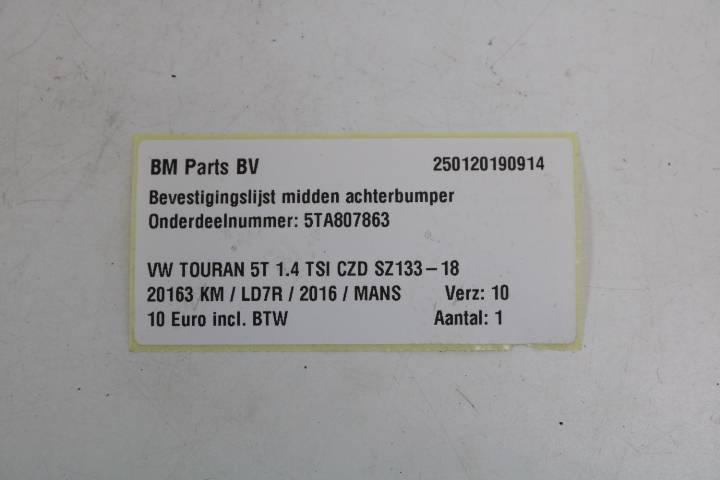 BM Parts BV 250120190914
Bevestigingslijst midden achterbumper
Onderdeelnummer: 5TA807863
VW TOURAN 5T 1.4 TSI CZD SZ133-18
20163 KM / LD7R / 2016 / MANS Verz: 10
10 Euro incl. BTW Aantal: 1